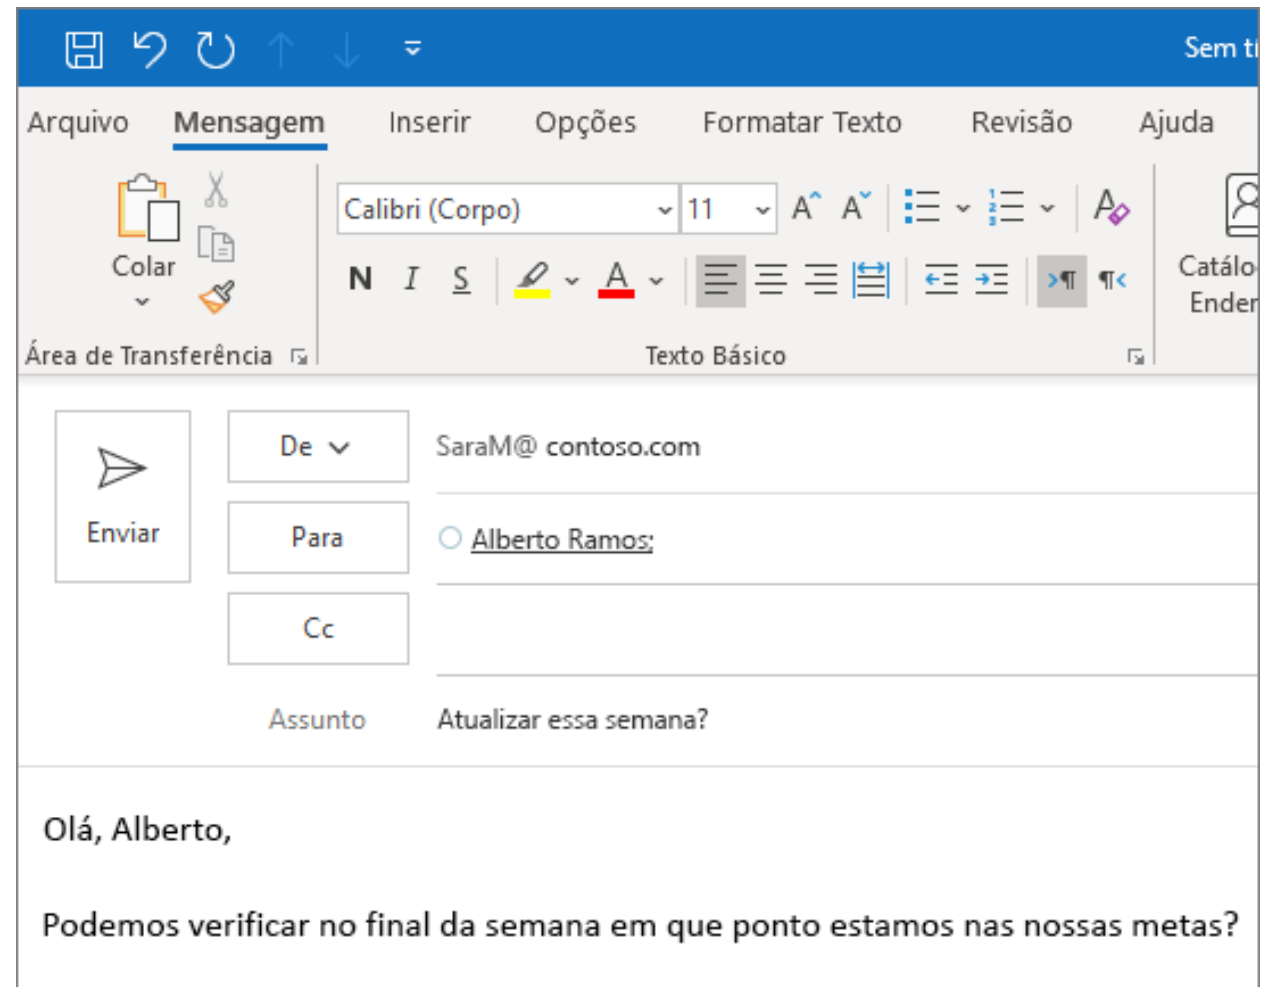 Sem tí
Arquivo Mensagem Inserir Opções Formatar Texto Revisão Ajuda
Calibri (Corpo) 11
Colar
N I S
Catálo
Ender
Área de Transferência Texto Básico
De SaraM@ contoso.com
Enviar
Para Alberto Ramos;
Cc
Assunto Atualizar essa semana?
Olá, Alberto,
Podemos verificar no final da semana em que ponto estamos nas nossas metas?